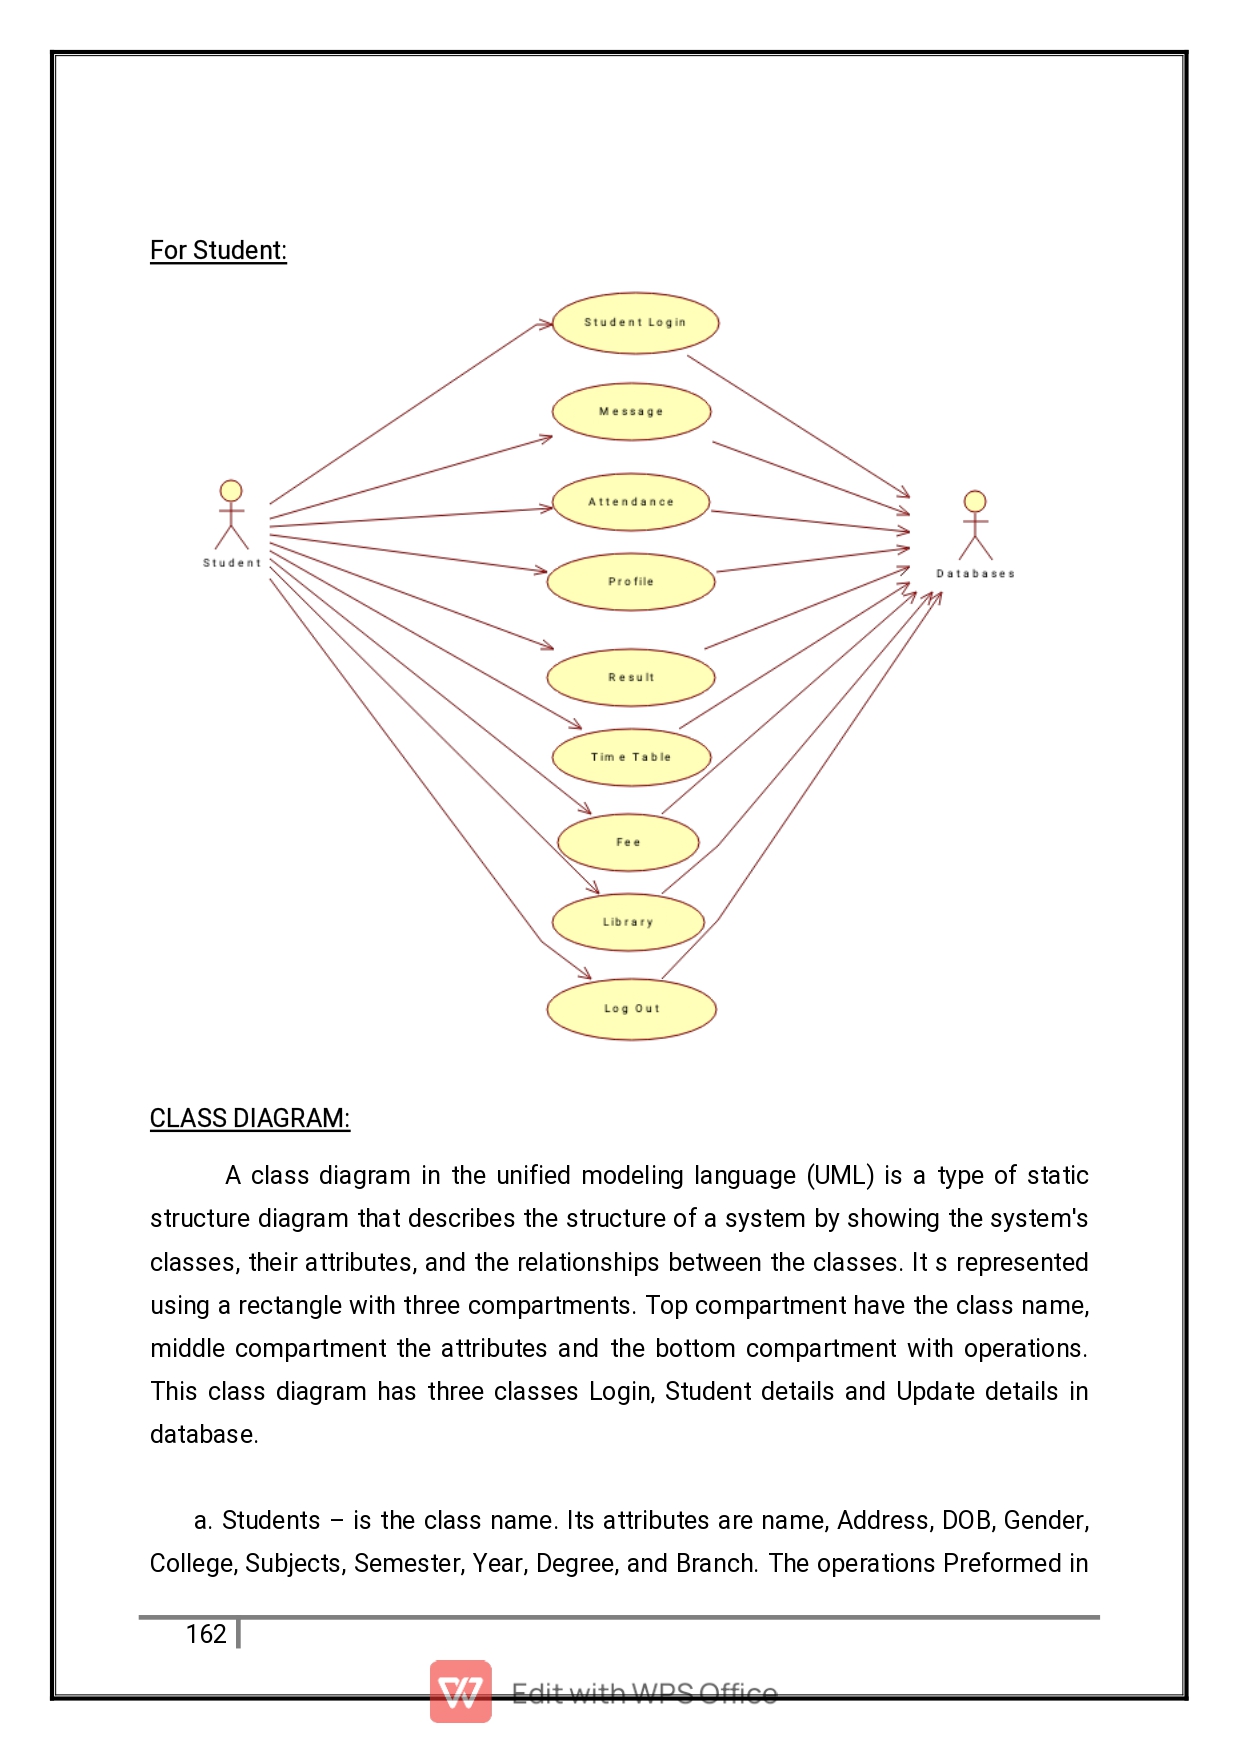 For Student:
Student Login
Message
Attendance
Student
Databases
Profile
Result
Time Table
Fee
Library
Log Out
CLASS DIAGRAM:
A class diagram in the unified modeling language (UML) is a type of static
structure diagram that describes the structure of a system by showing the system's
classes, their attributes, and the relationships between the classes. It s represented
using a rectangle with three compartments. Top compartment have the class name,
middle compartment the attributes and the bottom compartment with operations.
This class diagram has three classes Login, Student details and Update details in
database.
a. Students – is the class name. Its attributes are name, Address, DOB, Gender,
College, Subjects, Semester, Year, Degree, and Branch. The operations Preformed in
162
Edit with WPS Office